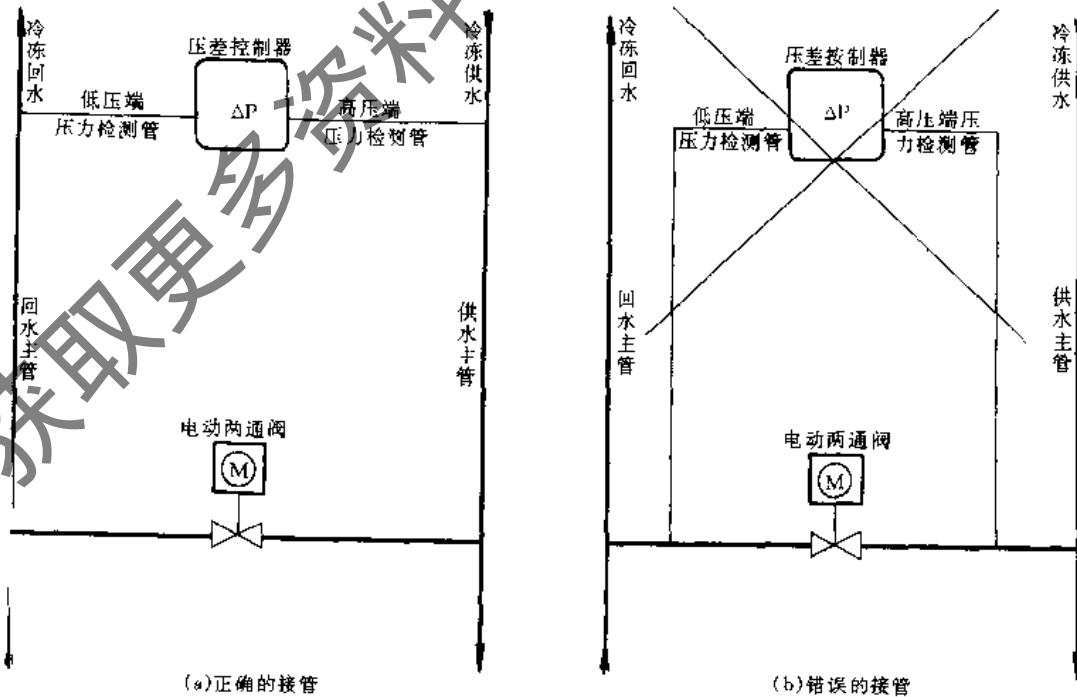 冷冻回水
压差控制器
冷冻供水
低压端
压力检测管
ΔP
高压端
压力检测管
回水主管
供水主管
电动两通阀
M
(a)正确的接管
冷冻回水
压差按制器
冷冻供水
低压端
压力检测管
ΔP
高压端压
力检测管
回水主管
供水主管
电动两通阀
M
(b)错误的接管
获取更多资料